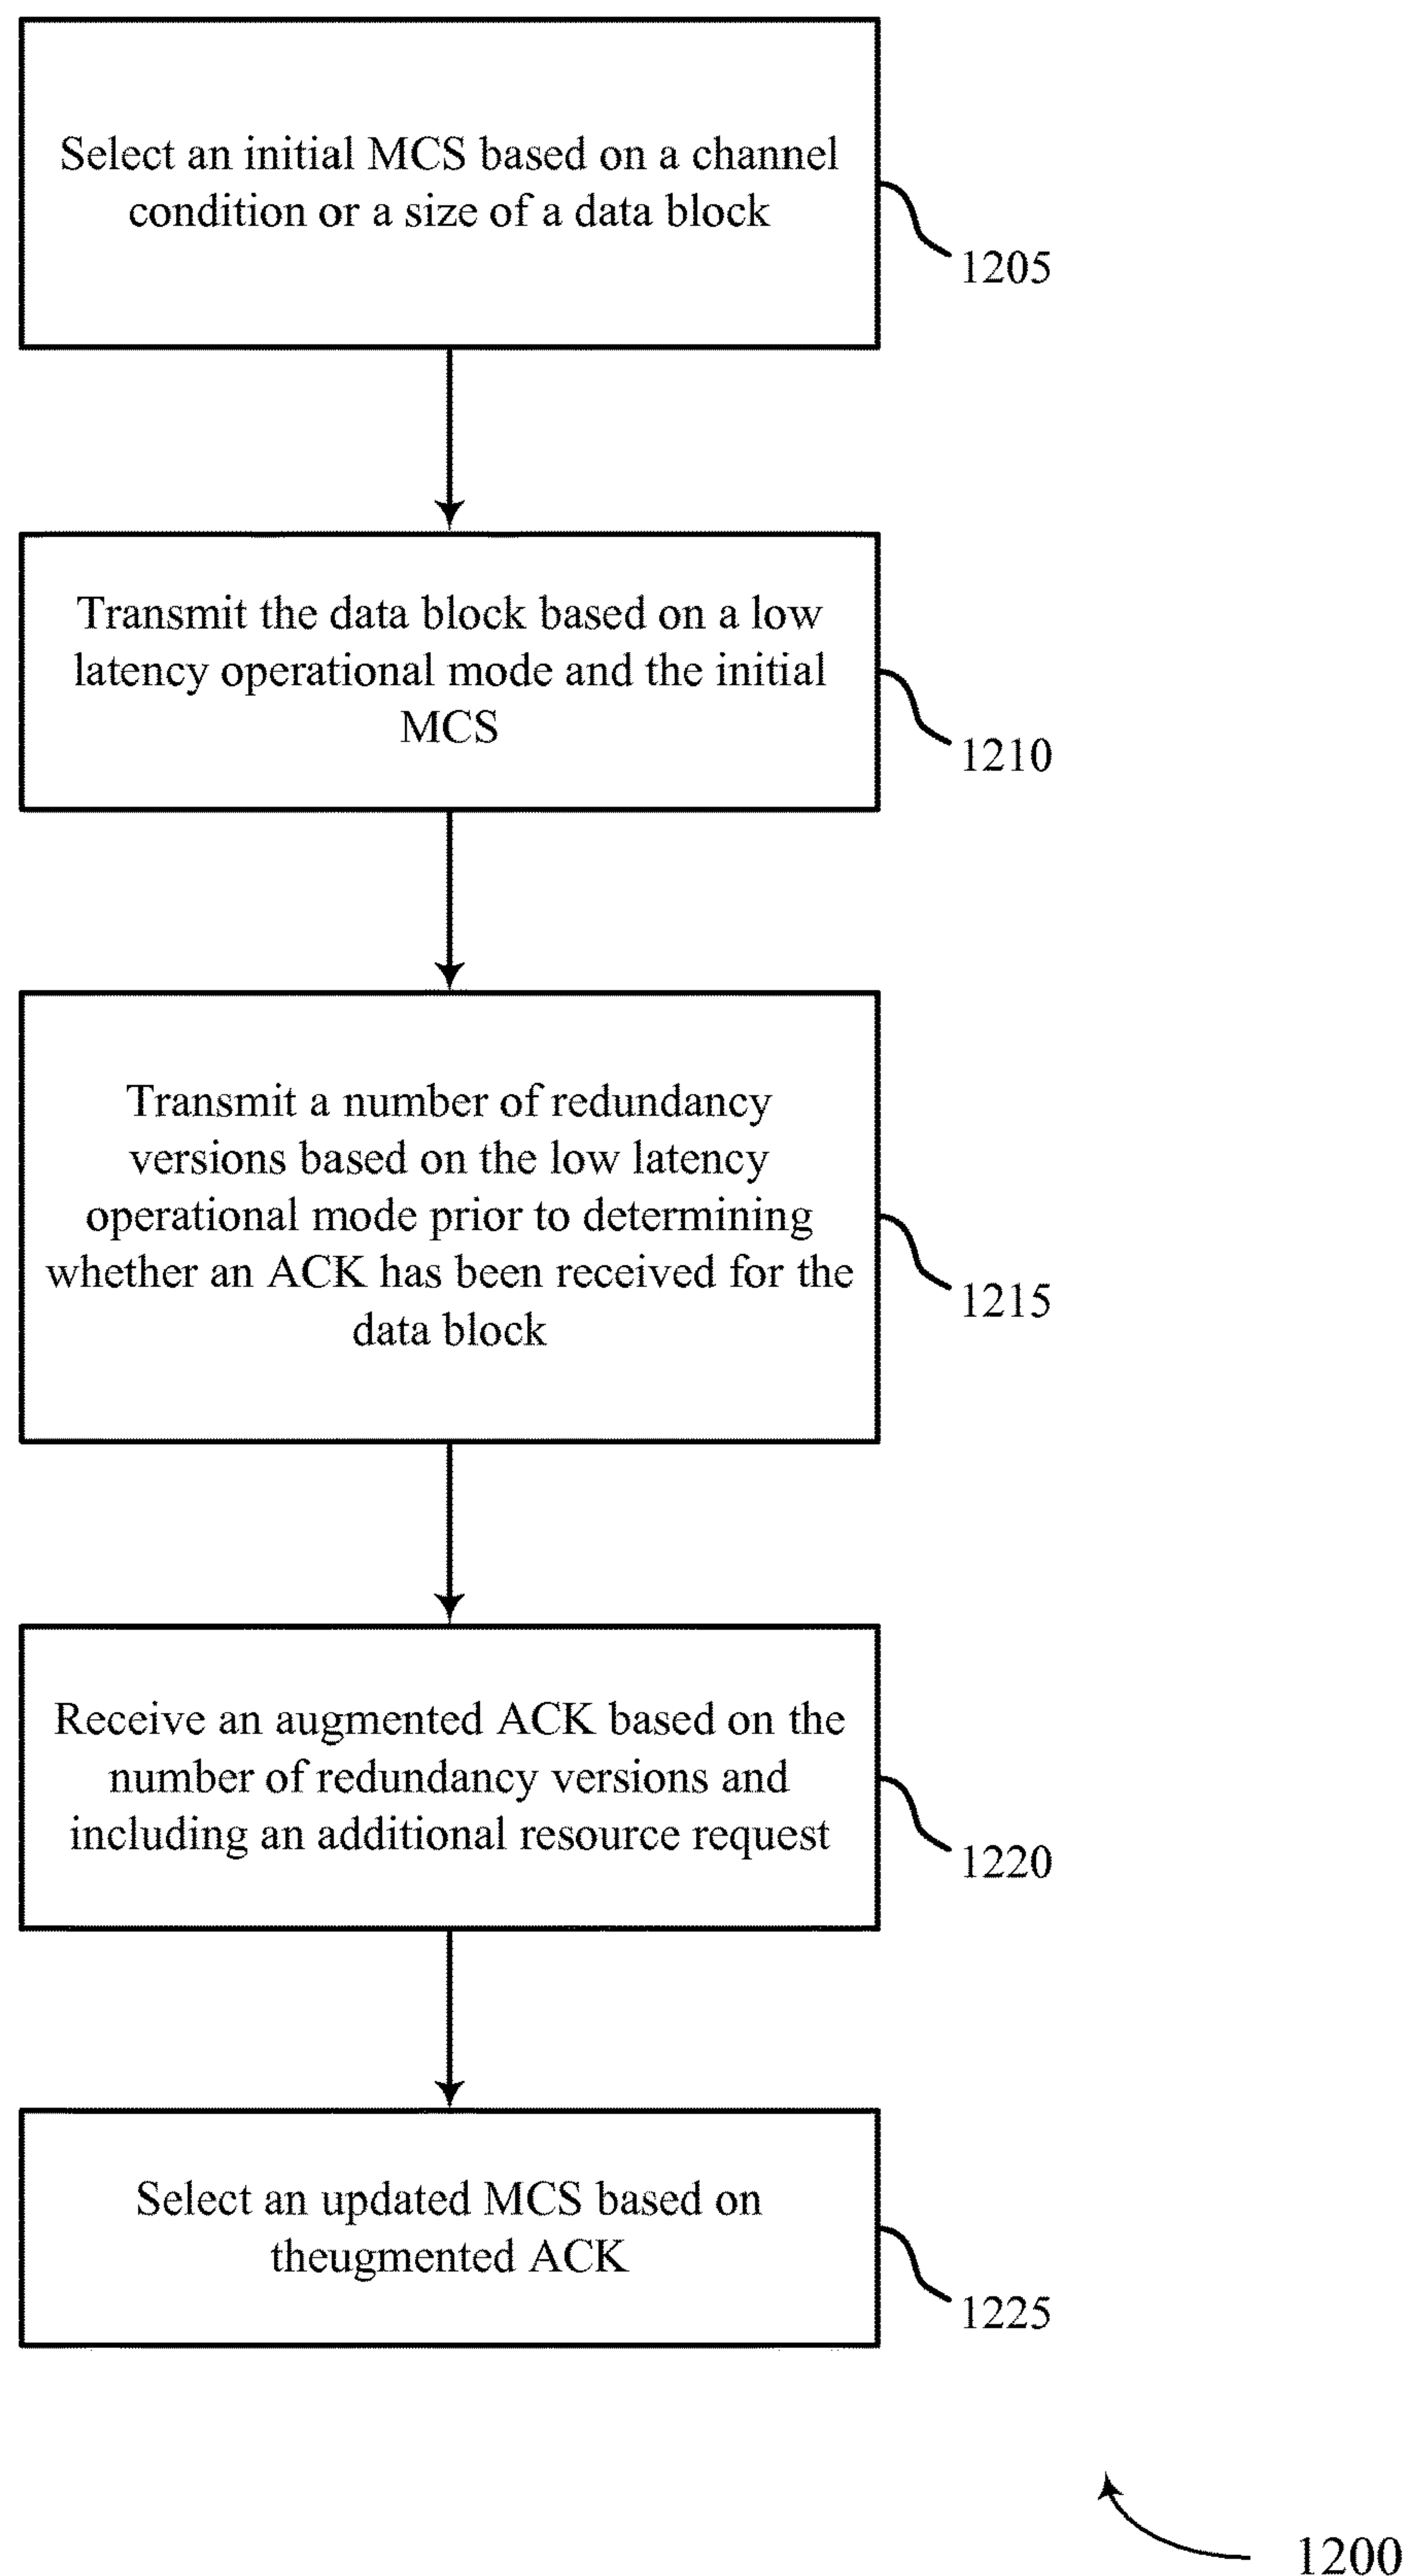 Select an initial MCS based on a channel
condition or a size of a data block
1205
Transmit the data block based on a low
latency operational mode and the initial
MCS
1210
Transmit a number of redundancy
versions based on the low latency
operational mode prior to determining
whether an ACK has been received for the
data block
1215
Receive an augmented ACK based on the
number of redundancy versions and
including an additional resource request
1220
Select an updated MCS based on
theugmented ACK
1225
1200